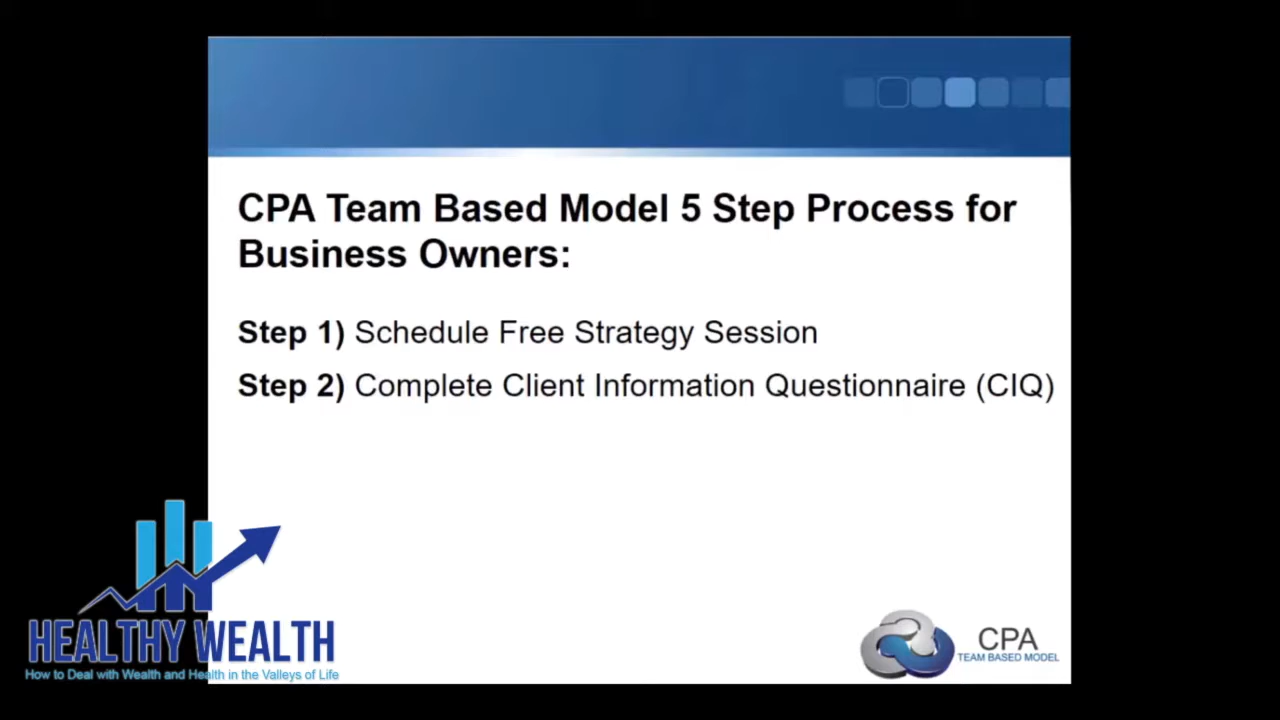 CPA Team Based Model 5 Step Process for
Business Owners:
Step 1) Schedule Free Strategy Session
Step 2) Complete Client Information Questionnaire (CIQ)
HEALTHY WEALTH
How to Deal with Wealth and Health in the Valleys of Life
CPA
TEAM BASED MODEL